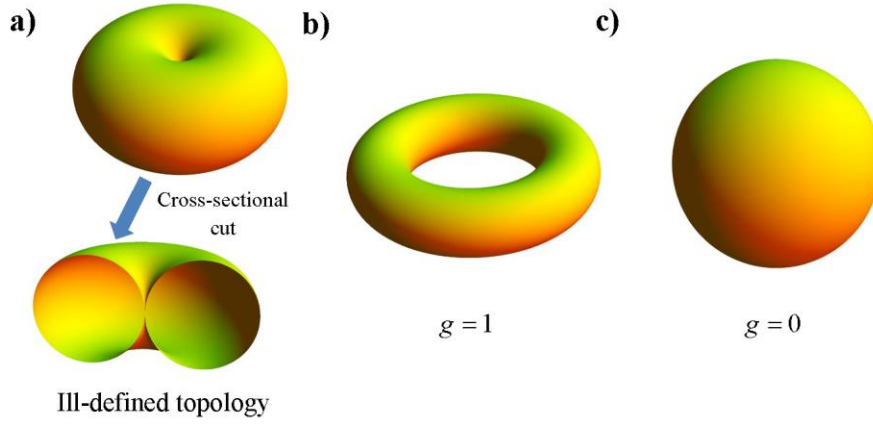 a)
b)
c)
Cross-sectional
cut
g = 1
g = 0
Ill-defined topology